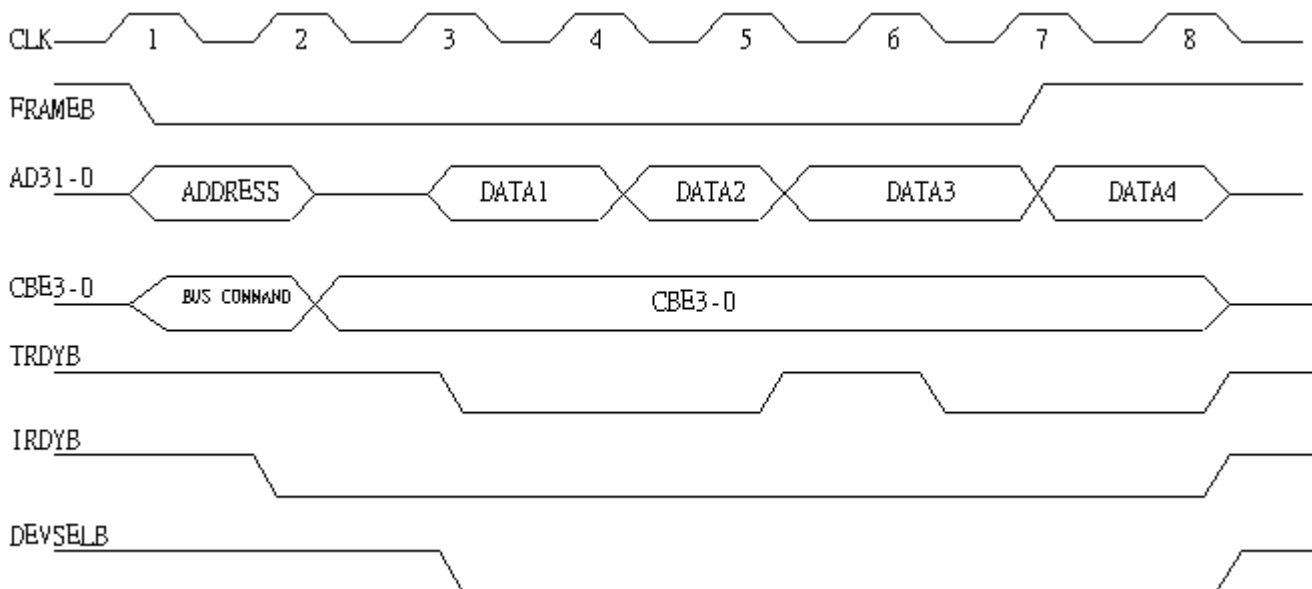 CLK 1 2 3 4 5 6 7 8
FRAMEB
AD31-0 ADDRESS DATA1 DATA2 DATA3 DATA4
CBE3-0 BUS COMMAND CBE3-0
TRDYB
IRDYB
DEVSELB